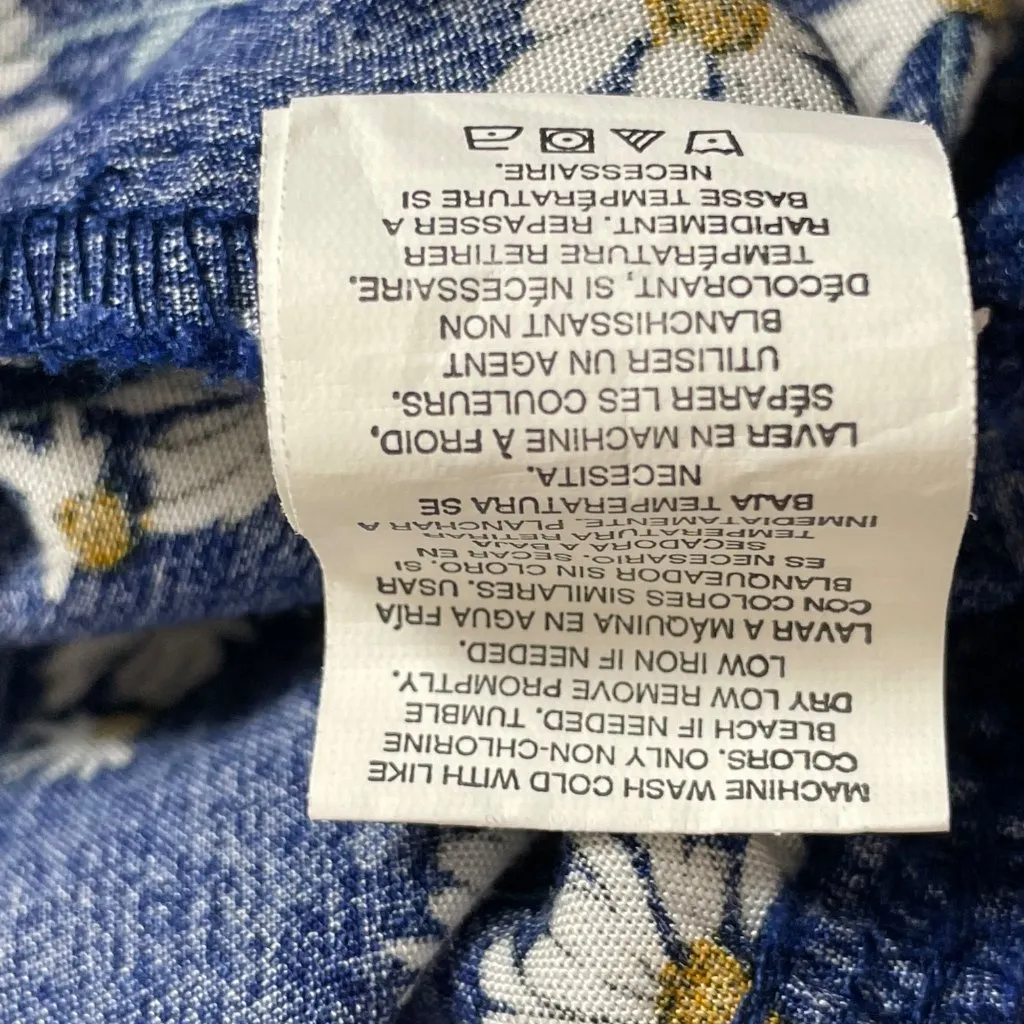 MACHINE WASH COLD WITH LIKE
COLORS. ONLY NON-CHLORINE
BLEACH IF NEEDED. TUMBLE
DRY LOW REMOVE PROMPTLY.
LOW IRON IF NEEDED.
LAVAR A MÁQUINA EN AGUA FRÍA
CON COLORES SIMILARES. USAR
BLANQUEADOR SIN CLORO. SI
ES NECESARIO. SECAR EN
SECADORA A BAJA
TEMPERATURA RETIRAR
INMEDIATAMENTE. PLANCHAR A
BAJA TEMPERATURA SE
NECESITA.
LAVER EN MACHINE À FROID,
SÉPARER LES COULEURS.
UTILISER UN AGENT
BLANCHISSANT NON
DÉCOLORANT, SI NÉCESSAIRE.
TEMPÉRATURE RETIRER
RAPIDEMENT. REPASSER A
BASSE TEMPÉRATURE SI
NECESSAIRE.